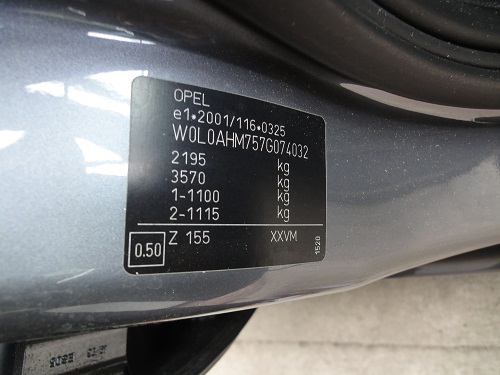 OPEL
e1*2001/116*0325
W0L0AHM757G074032
2195 kg
3570 kg
1-1100 kg
2-1115 kg
0.50 Z 155 XXVM 1520